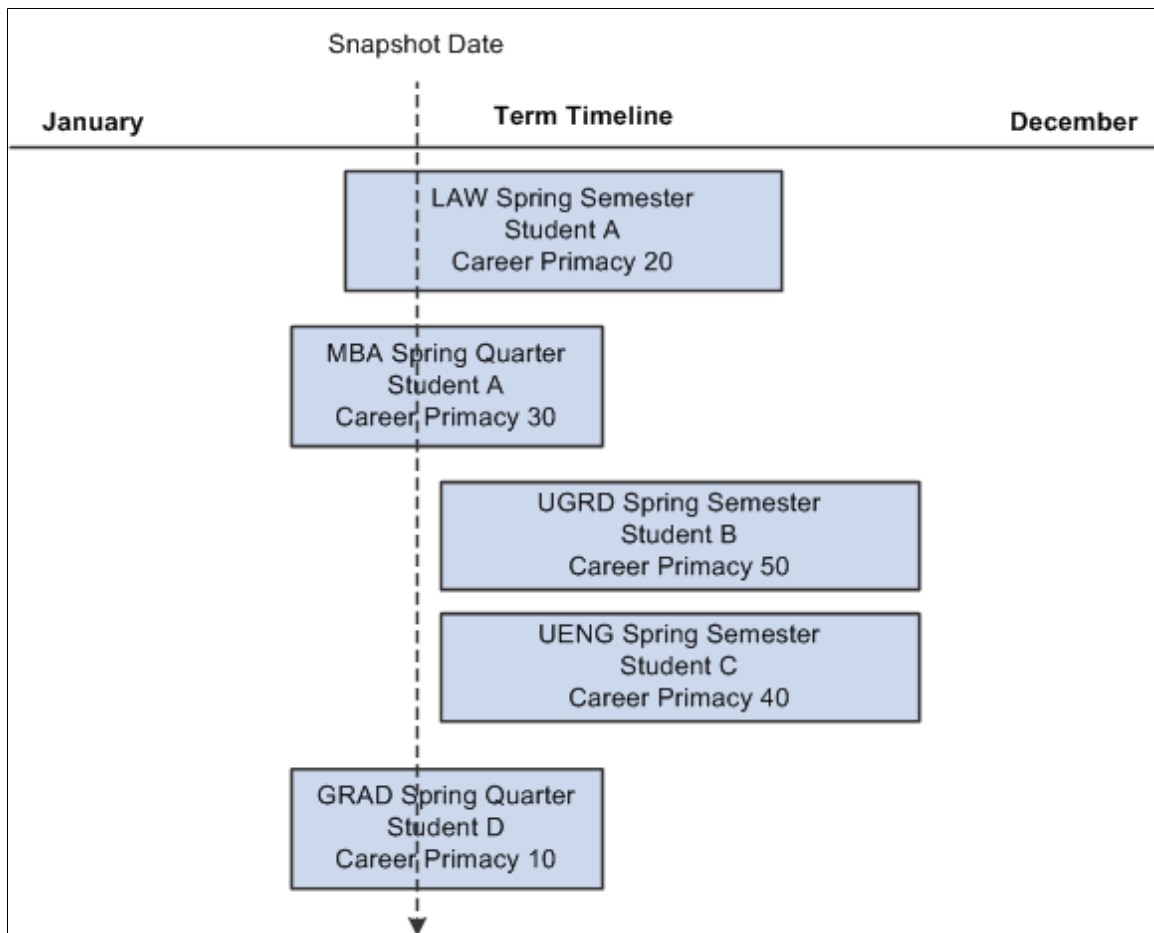 Snapshot Date
January Term Timeline December
LAW Spring Semester
Student A
Career Primacy 20
MBA Spring Quarter
Student A
Career Primacy 30
UGRD Spring Semester
Student B
Career Primacy 50
UENG Spring Semester
Student C
Career Primacy 40
GRAD Spring Quarter
Student D
Career Primacy 10